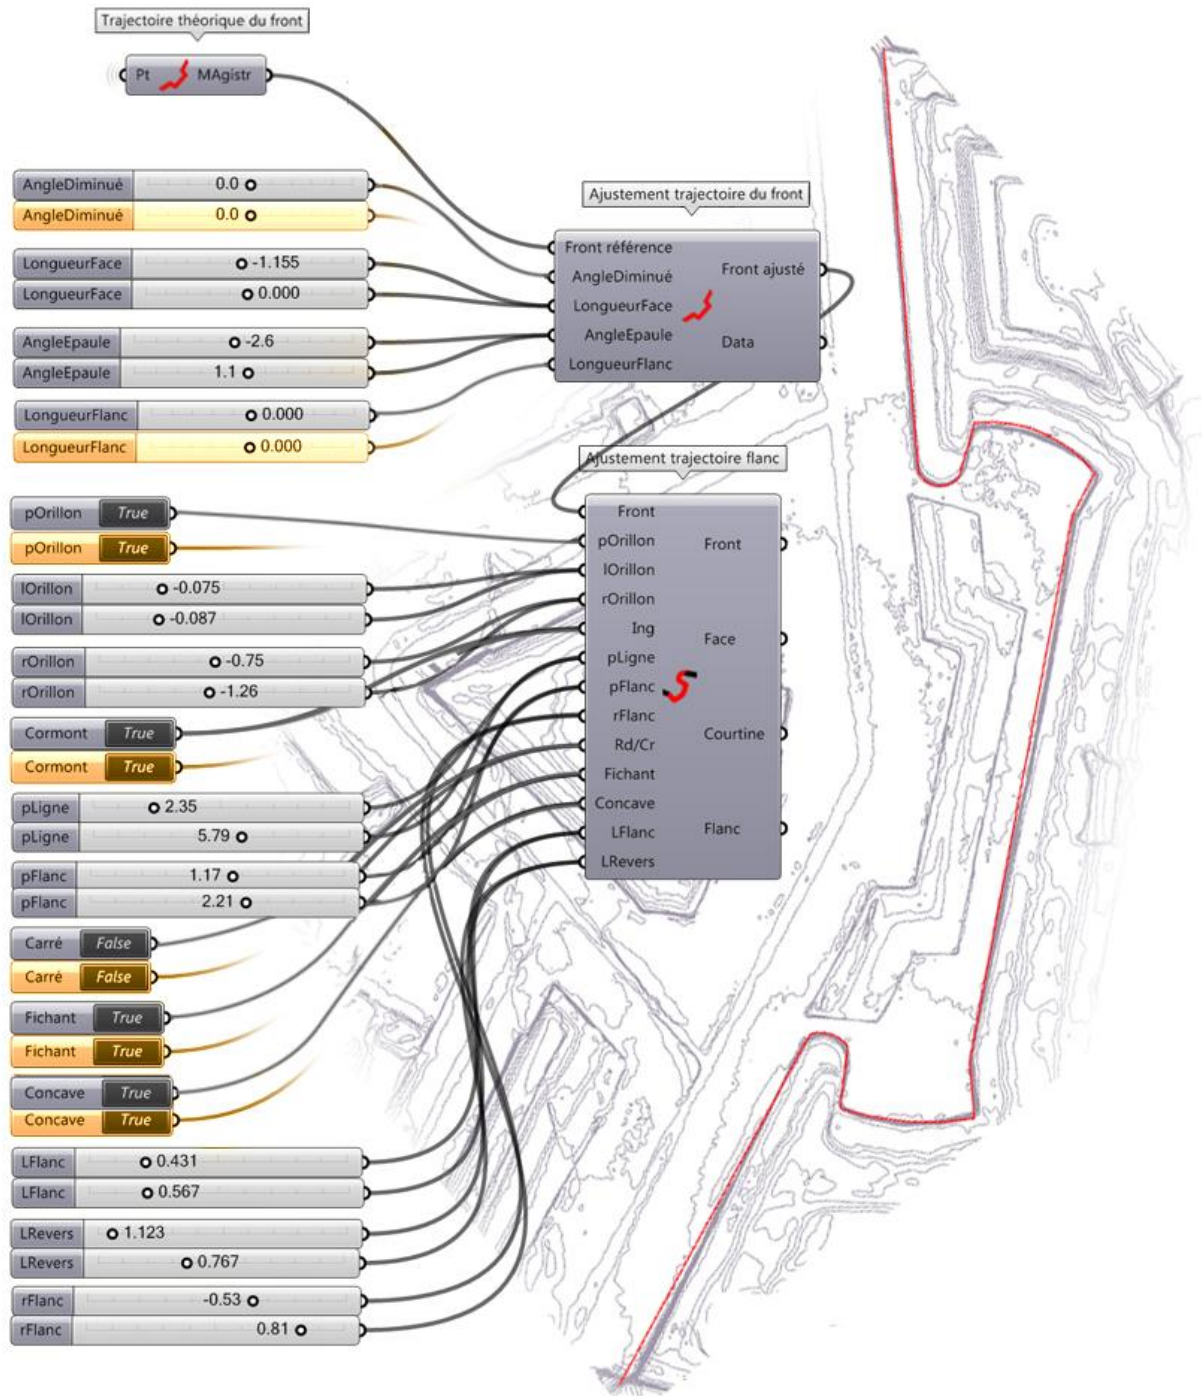 Trajectoire théorique du front
Pt MAgistr
AngleDiminué 0.0
AngleDiminué 0.0
LongueurFace -1.155
LongueurFace 0.000
AngleEpaule -2.6
AngleEpaule 1.1
LongueurFlanc 0.000
LongueurFlanc 0.000
Ajustement trajectoire du front
Front référence
AngleDiminué
LongueurFace
AngleEpaule
LongueurFlanc
Front ajusté
Data
pOrillon True
pOrillon True
lOrillon -0.075
lOrillon -0.087
rOrillon -0.75
rOrillon -1.26
Cormont True
Cormont True
pLigne 2.35
pLigne 5.79
pFlanc 1.17
pFlanc 2.21
Carré False
Carré False
Fichant True
Fichant True
Concave True
Concave True
LFlanc 0.431
LFlanc 0.567
LRevers 1.123
LRevers 0.767
rFlanc -0.53
rFlanc 0.81
Ajustement trajectoire flanc
Front
pOrillon
lOrillon
rOrillon
Ing
pLigne
pFlanc
rFlanc
Rd/Cr
Fichant
Concave
LFlanc
LRevers
Front
Face
Courtine
Flanc